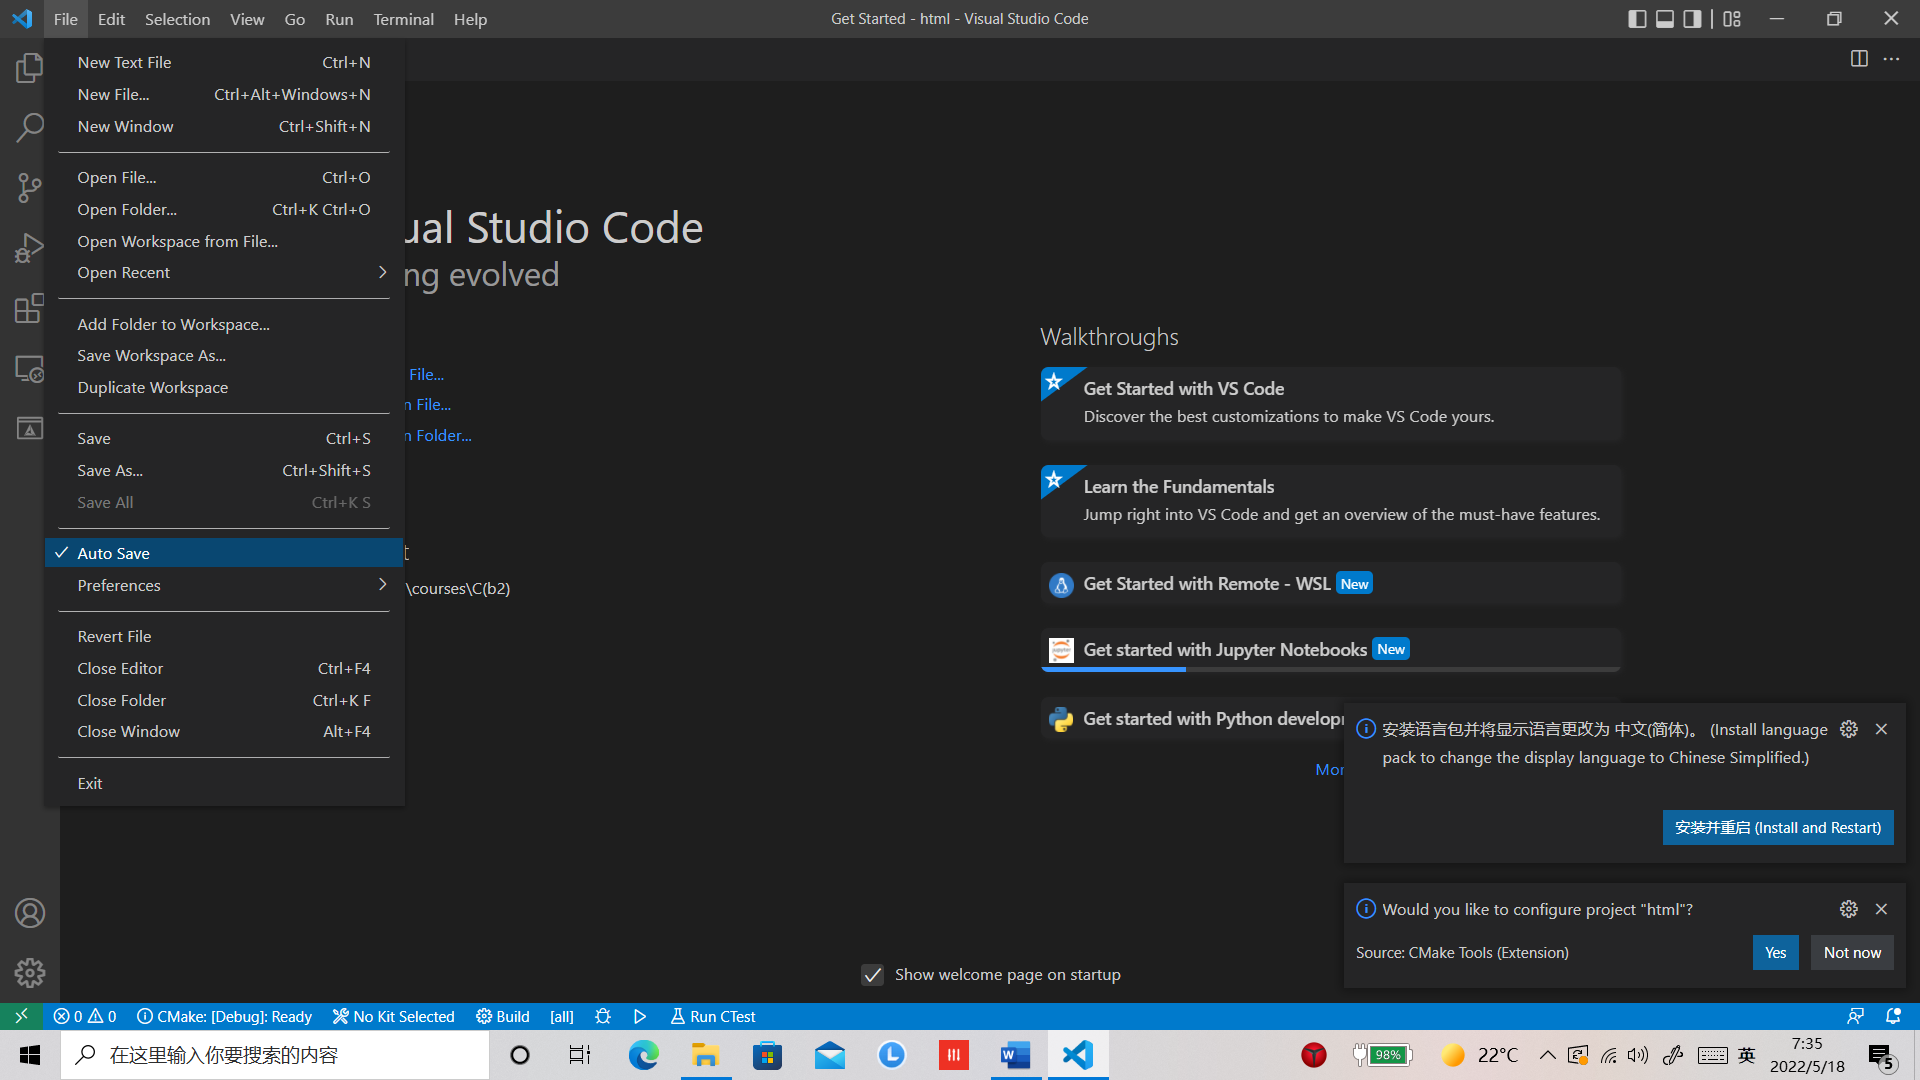 File Edit Selection View Go Run Terminal Help
Get Started - html - Visual Studio Code
New Text File Ctrl+N
New File... Ctrl+Alt+Windows+N
New Window Ctrl+Shift+N
Open File... Ctrl+O
Open Folder... Ctrl+K Ctrl+O
Open Workspace from File...
Open Recent
Add Folder to Workspace...
Save Workspace As...
Duplicate Workspace
Save Ctrl+S
Save As... Ctrl+Shift+S
Save All Ctrl+K S
Auto Save
Preferences
Revert File
Close Editor Ctrl+F4
Close Folder Ctrl+K F
Close Window Alt+F4
Exit
ual Studio Code
ng evolved
File...
n File...
n Folder...
t
\courses\C(b2)
Walkthroughs
Get Started with VS Code
Discover the best customizations to make VS Code yours.
Learn the Fundamentals
Jump right into VS Code and get an overview of the must-have features.
Get Started with Remote - WSL New
Get started with Jupyter Notebooks New
Get started with Python develop
Mor
安装语言包并将显示语言更改为 中文(简体)。 (Install language
pack to change the display language to Chinese Simplified.)
安装并重启 (Install and Restart)
Would you like to configure project "html"?
Source: CMake Tools (Extension)
Yes Not now
Show welcome page on startup
0 0 CMake: [Debug]: Ready No Kit Selected Build [all] Run CTest
在这里输入你要搜索的内容
98% 22°C 英
7:35
2022/5/18
5